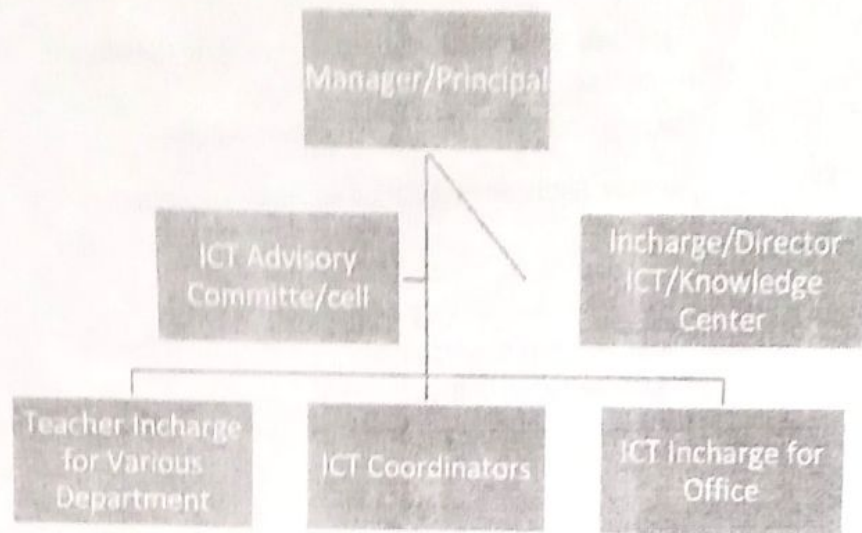 Manager/Principal
ICT Advisory
Committe/cell
Incharge/Director
ICT/Knowledge
Center
Teacher Incharge
for Various
Department
ICT Coordinators
ICT Incharge for
Office